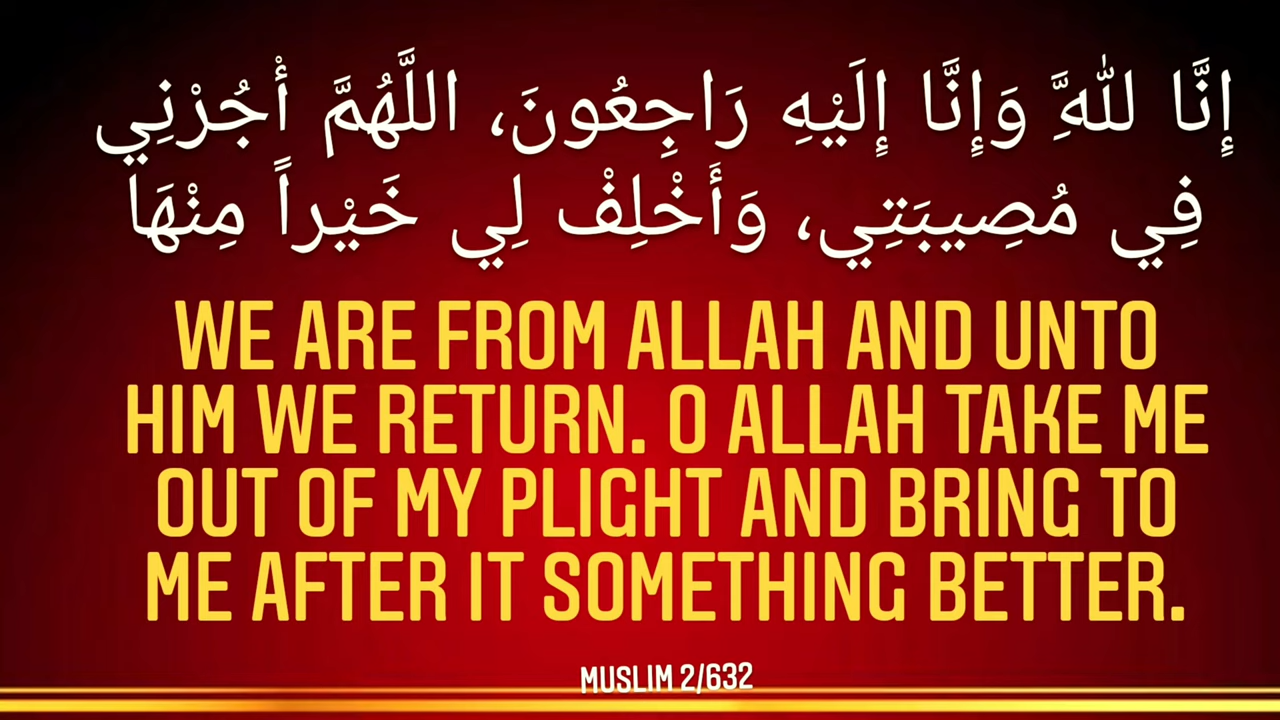 إِنَّا للهِ وَإِنَّا إِلَيْهِ رَاجِعُونَ، اللَّهُمَّ أْجُرْنِي
فِي مُصِيبَتِي، وَأَخْلِفْ لِي خَيْراً مِنْهَا
WE ARE FROM ALLAH AND UNTO
HIM WE RETURN. O ALLAH TAKE ME
OUT OF MY PLIGHT AND BRING TO
ME AFTER IT SOMETHING BETTER.
MUSLIM 2/632